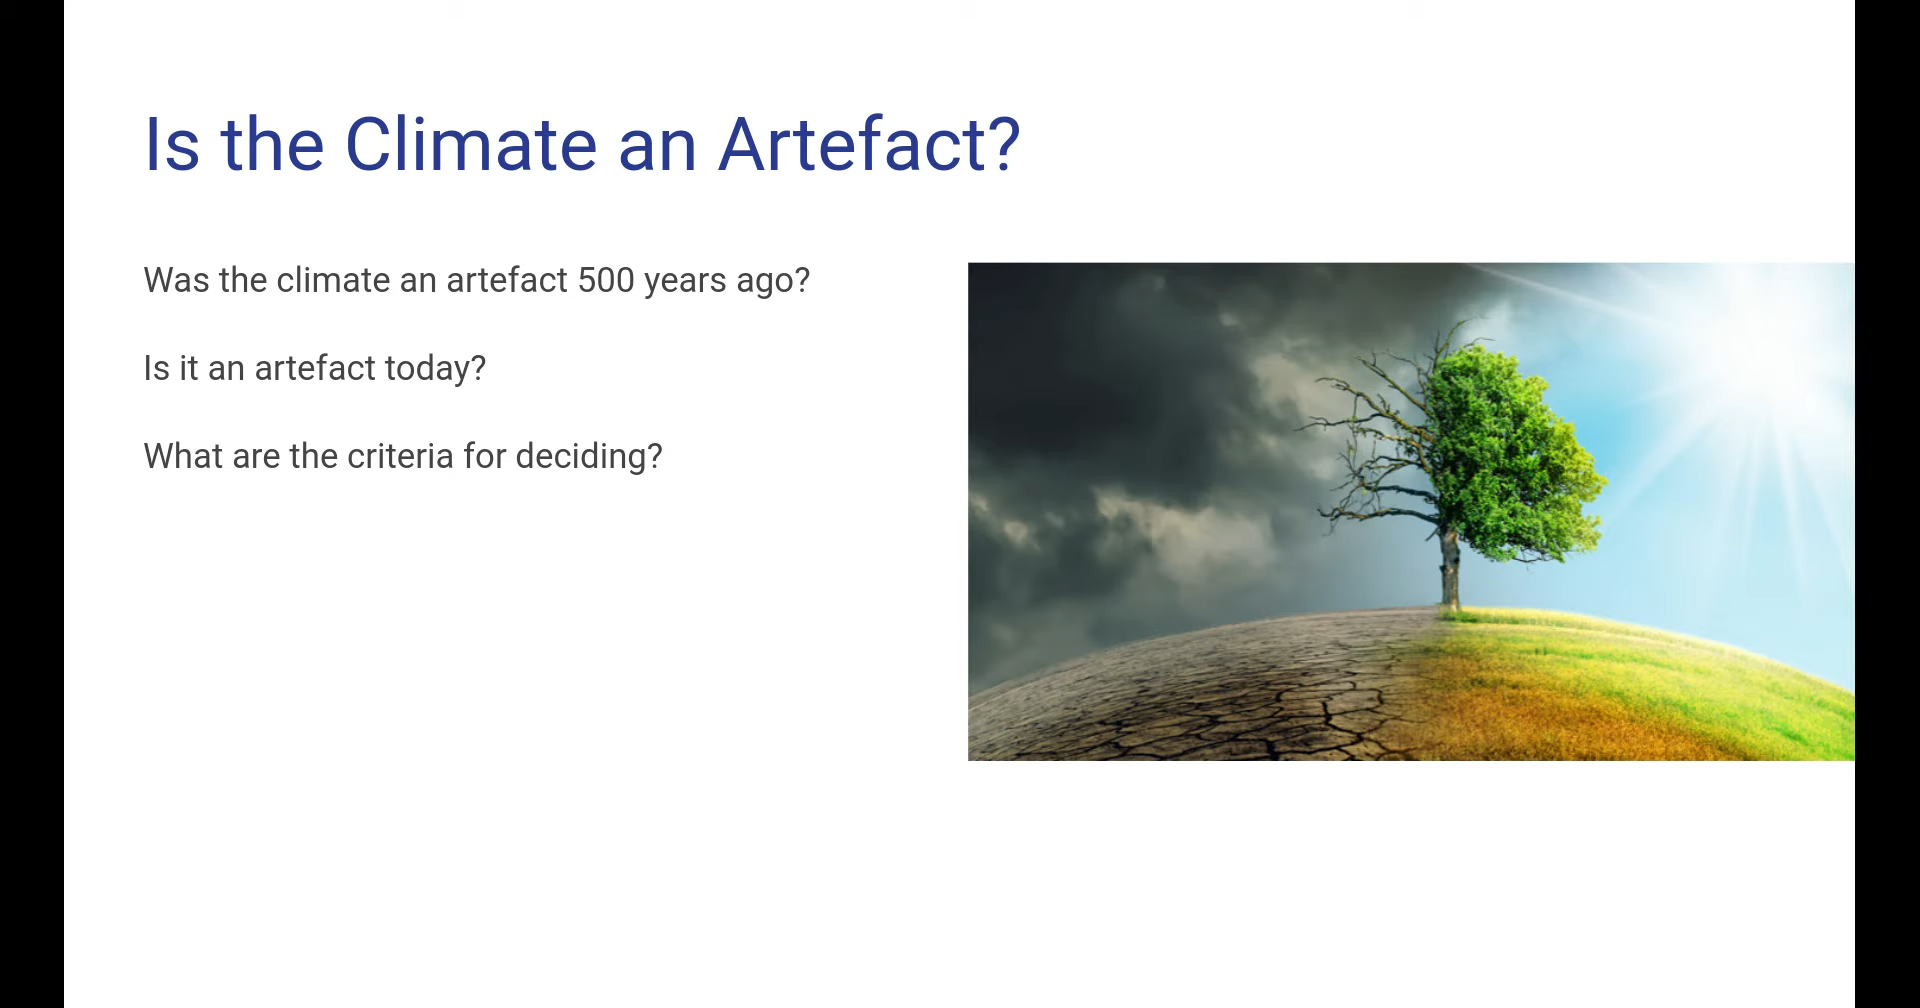 Is the Climate an Artefact?
Was the climate an artefact 500 years ago?
Is it an artefact today?
What are the criteria for deciding?